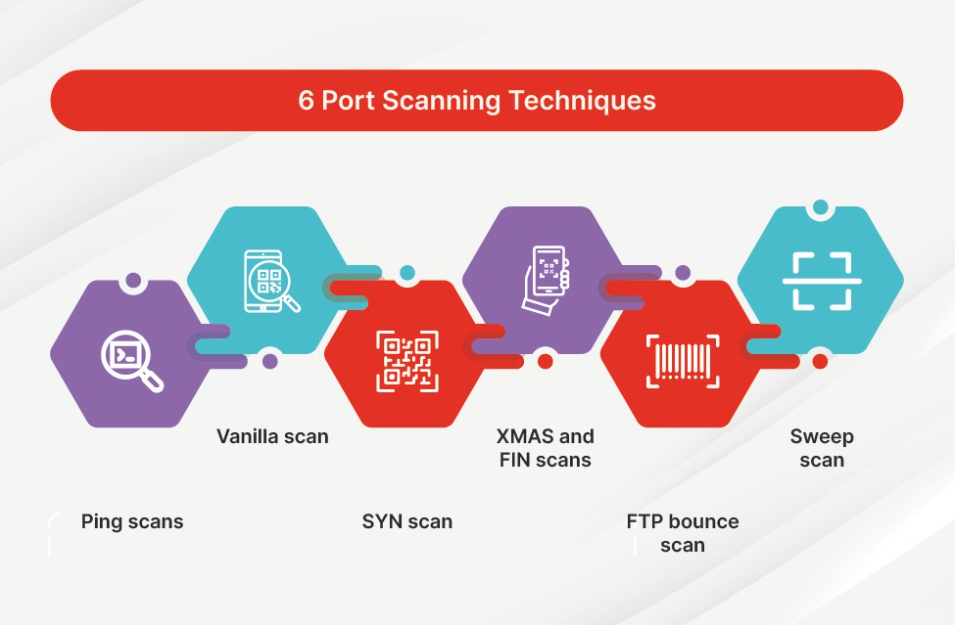 6 Port Scanning Techniques
Ping scans
Vanilla scan
SYN scan
XMAS and
FIN scans
FTP bounce
scan
Sweep
scan